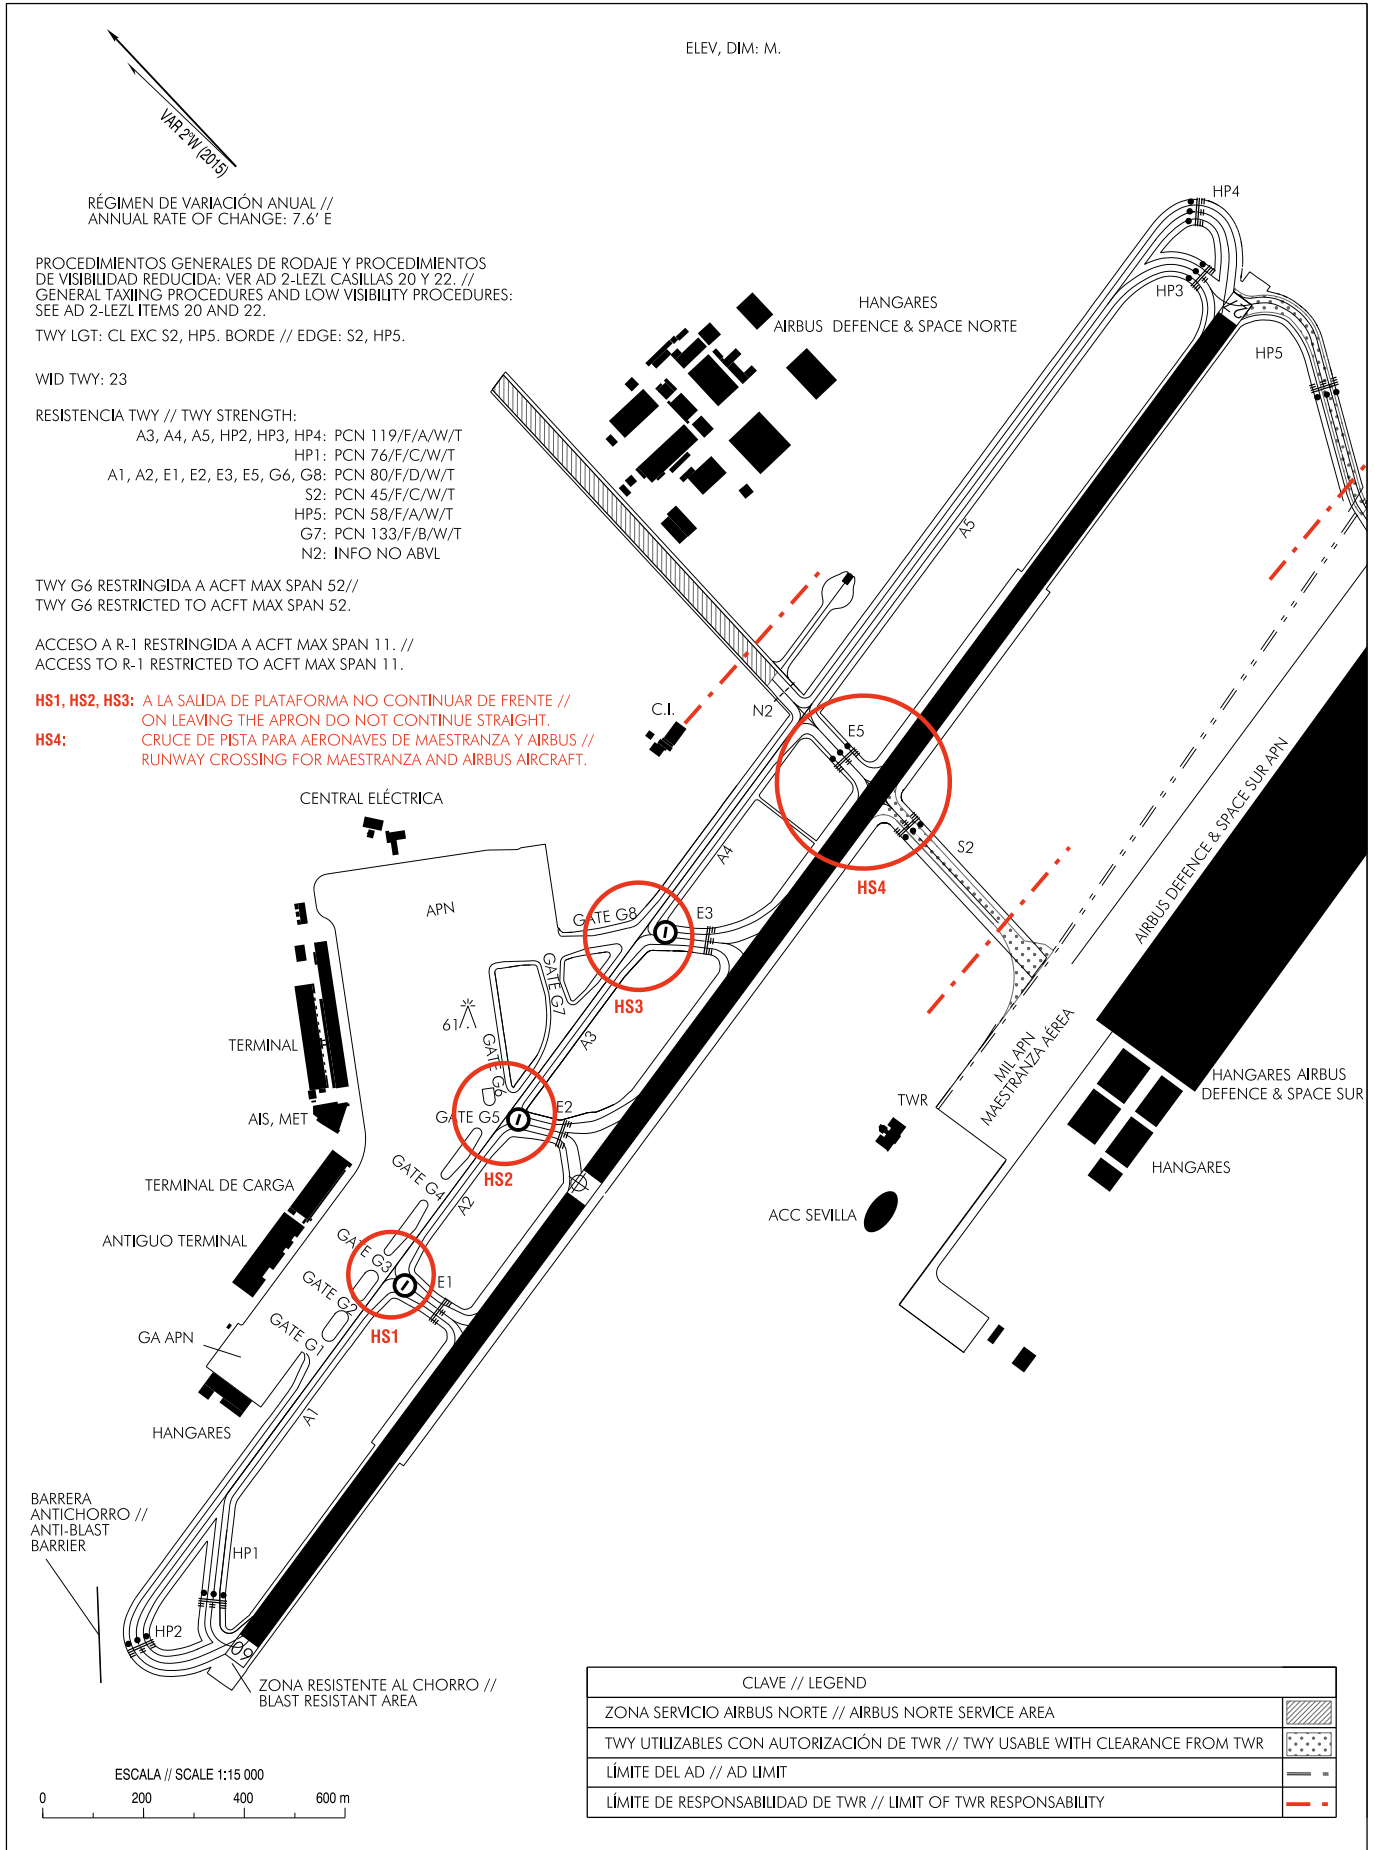 ELEV, DIM: M.
VAR 2°W (2015)
RÉGIMEN DE VARIACIÓN ANUAL //
ANNUAL RATE OF CHANGE: 7.6' E
PROCEDIMIENTOS GENERALES DE RODAJE Y PROCEDIMIENTOS
DE VISIBILIDAD REDUCIDA: VER AD 2-LEZL CASILLAS 20 Y 22. //
GENERAL TAXIING PROCEDURES AND LOW VISIBILITY PROCEDURES:
SEE AD 2-LEZL ITEMS 20 AND 22.
TWY LGT: CL EXC S2, HP5. BORDE // EDGE: S2, HP5.
WID TWY: 23
RESISTENCIA TWY // TWY STRENGTH:
A3, A4, A5, HP2, HP3, HP4: PCN 119/F/A/W/T
HP1: PCN 76/F/C/W/T
A1, A2, E1, E2, E3, E5, G6, G8: PCN 80/F/D/W/T
S2: PCN 45/F/C/W/T
HP5: PCN 58/F/A/W/T
G7: PCN 133/F/B/W/T
N2: INFO NO ABVL
TWY G6 RESTRINGIDA A ACFT MAX SPAN 52//
TWY G6 RESTRICTED TO ACFT MAX SPAN 52.
ACCESO A R-1 RESTRINGIDA A ACFT MAX SPAN 11. //
ACCESS TO R-1 RESTRICTED TO ACFT MAX SPAN 11.
HS1, HS2, HS3: A LA SALIDA DE PLATAFORMA NO CONTINUAR DE FRENTE //
ON LEAVING THE APRON DO NOT CONTINUE STRAIGHT.
HS4: CRUCE DE PISTA PARA AERONAVES DE MAESTRANZA Y AIRBUS //
RUNWAY CROSSING FOR MAESTRANZA AND AIRBUS AIRCRAFT.
HP4
HP3
27
HP5
HANGARES
AIRBUS DEFENCE & SPACE NORTE
A5
C.I.
N2
E5
S2
HS4
CENTRAL ELÉCTRICA
APN
A4
GATE G8
E3
HS3
GATE G7
61
A3
GATE G6
GATE G5
E2
HS2
TERMINAL
AIS, MET
TERMINAL DE CARGA
ANTIGUO TERMINAL
GATE G4
A2
GATE G3
GATE G2
GATE G1
E1
HS1
GA APN
HANGARES
A1
AIRBUS DEFENCE & SPACE SUR APN
MIL APN
MAESTRANZA AÉREA
TWR
ACC SEVILLA
HANGARES AIRBUS
DEFENCE & SPACE SUR
HANGARES
BARRERA
ANTICHORRO //
ANTI-BLAST
BARRIER
HP1
HP2
09
ZONA RESISTENTE AL CHORRO //
BLAST RESISTANT AREA
ESCALA // SCALE 1:15 000
0 200 400 600 m
CLAVE // LEGEND
ZONA SERVICIO AIRBUS NORTE // AIRBUS NORTE SERVICE AREA
TWY UTILIZABLES CON AUTORIZACIÓN DE TWR // TWY USABLE WITH CLEARANCE FROM TWR
LÍMITE DEL AD // AD LIMIT
LÍMITE DE RESPONSABILIDAD DE TWR // LIMIT OF TWR RESPONSABILITY